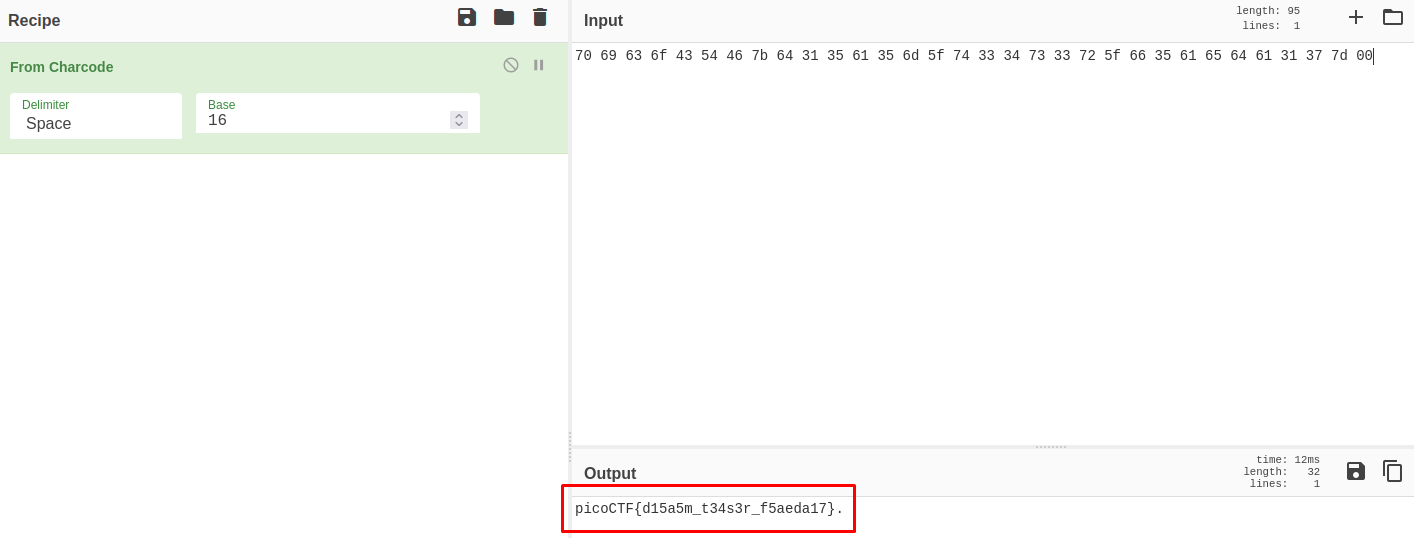 Recipe
From Charcode
Delimiter
Space
Base
16
Input
length: 95
lines: 1
70 69 63 6f 43 54 46 7b 64 31 35 61 35 6d 5f 74 33 34 73 33 72 5f 66 35 61 65 64 61 31 37 7d 00
Output
time: 12ms
length: 32
lines: 1
picoCTF{d15a5m_t34s3r_f5aeda17}.